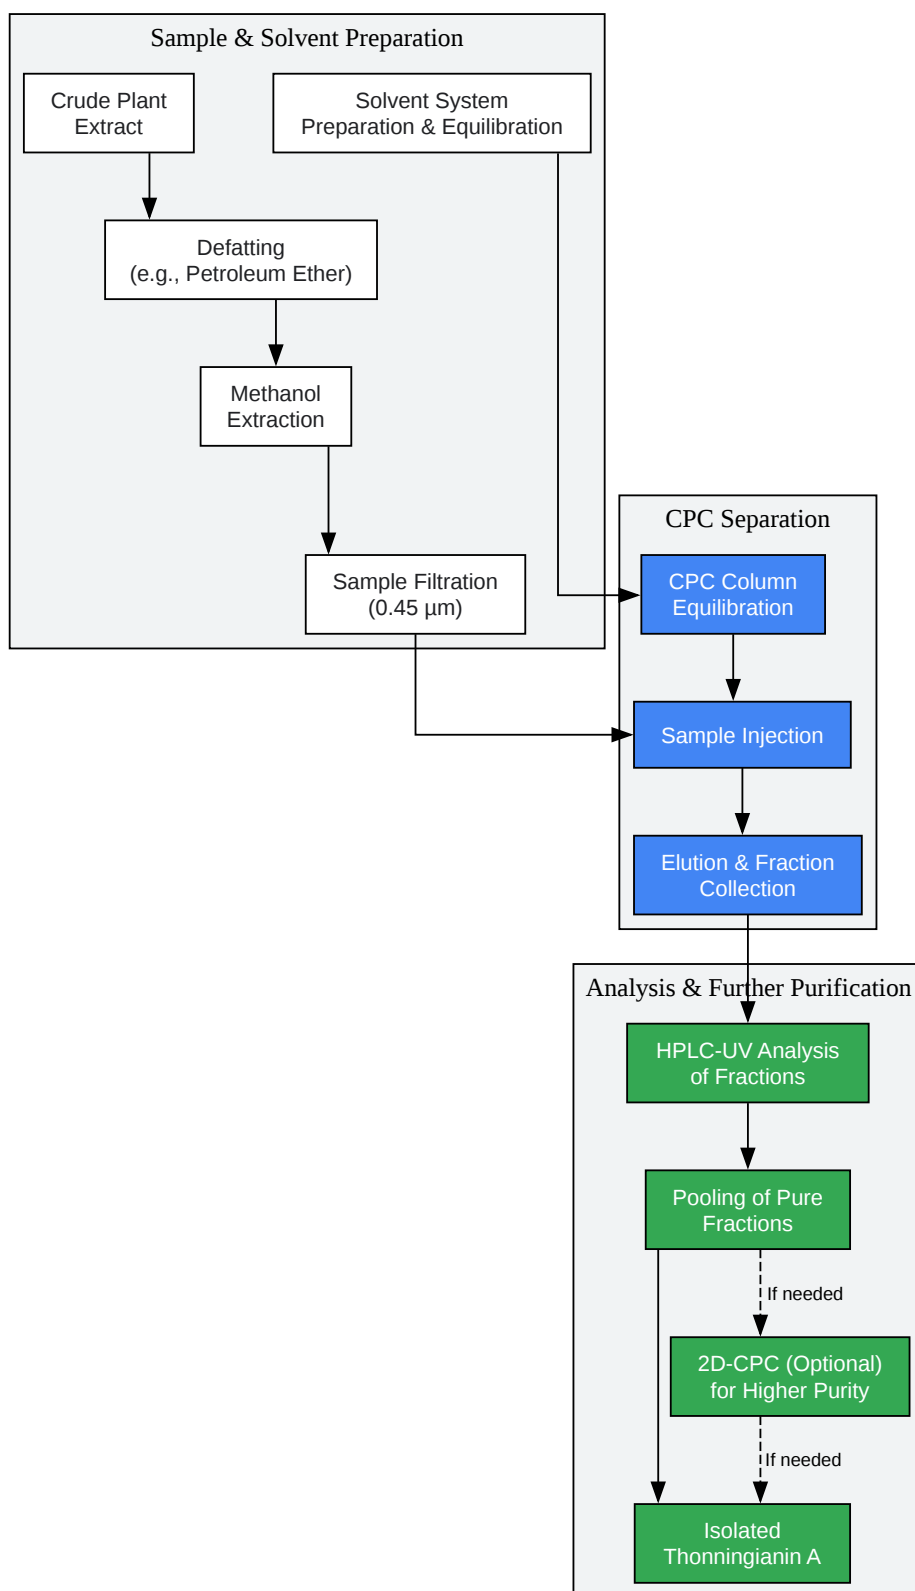 Sample & Solvent Preparation
Crude Plant
Extract
Solvent System
Preparation & Equilibration
Defatting
(e.g., Petroleum Ether)
Methanol
Extraction
Sample Filtration
(0.45 µm)
CPC Separation
CPC Column
Equilibration
Sample Injection
Elution & Fraction
Collection
Analysis & Further Purification
HPLC-UV Analysis
of Fractions
Pooling of Pure
Fractions
If needed
2D-CPC (Optional)
for Higher Purity
If needed
Isolated
Thonningianin A